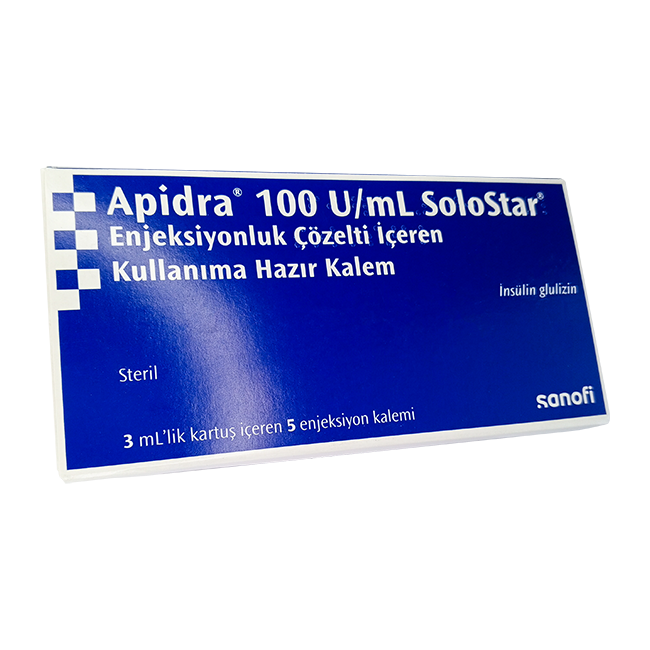 Apidra® 100 U/mL SoloStar®
Enjeksiyonluk Çözelti İçeren
Kullanıma Hazır Kalem
İnsülin glulizin
Steril
sanofi
3 mL'lik kartuş içeren 5 enjeksiyon kalemi